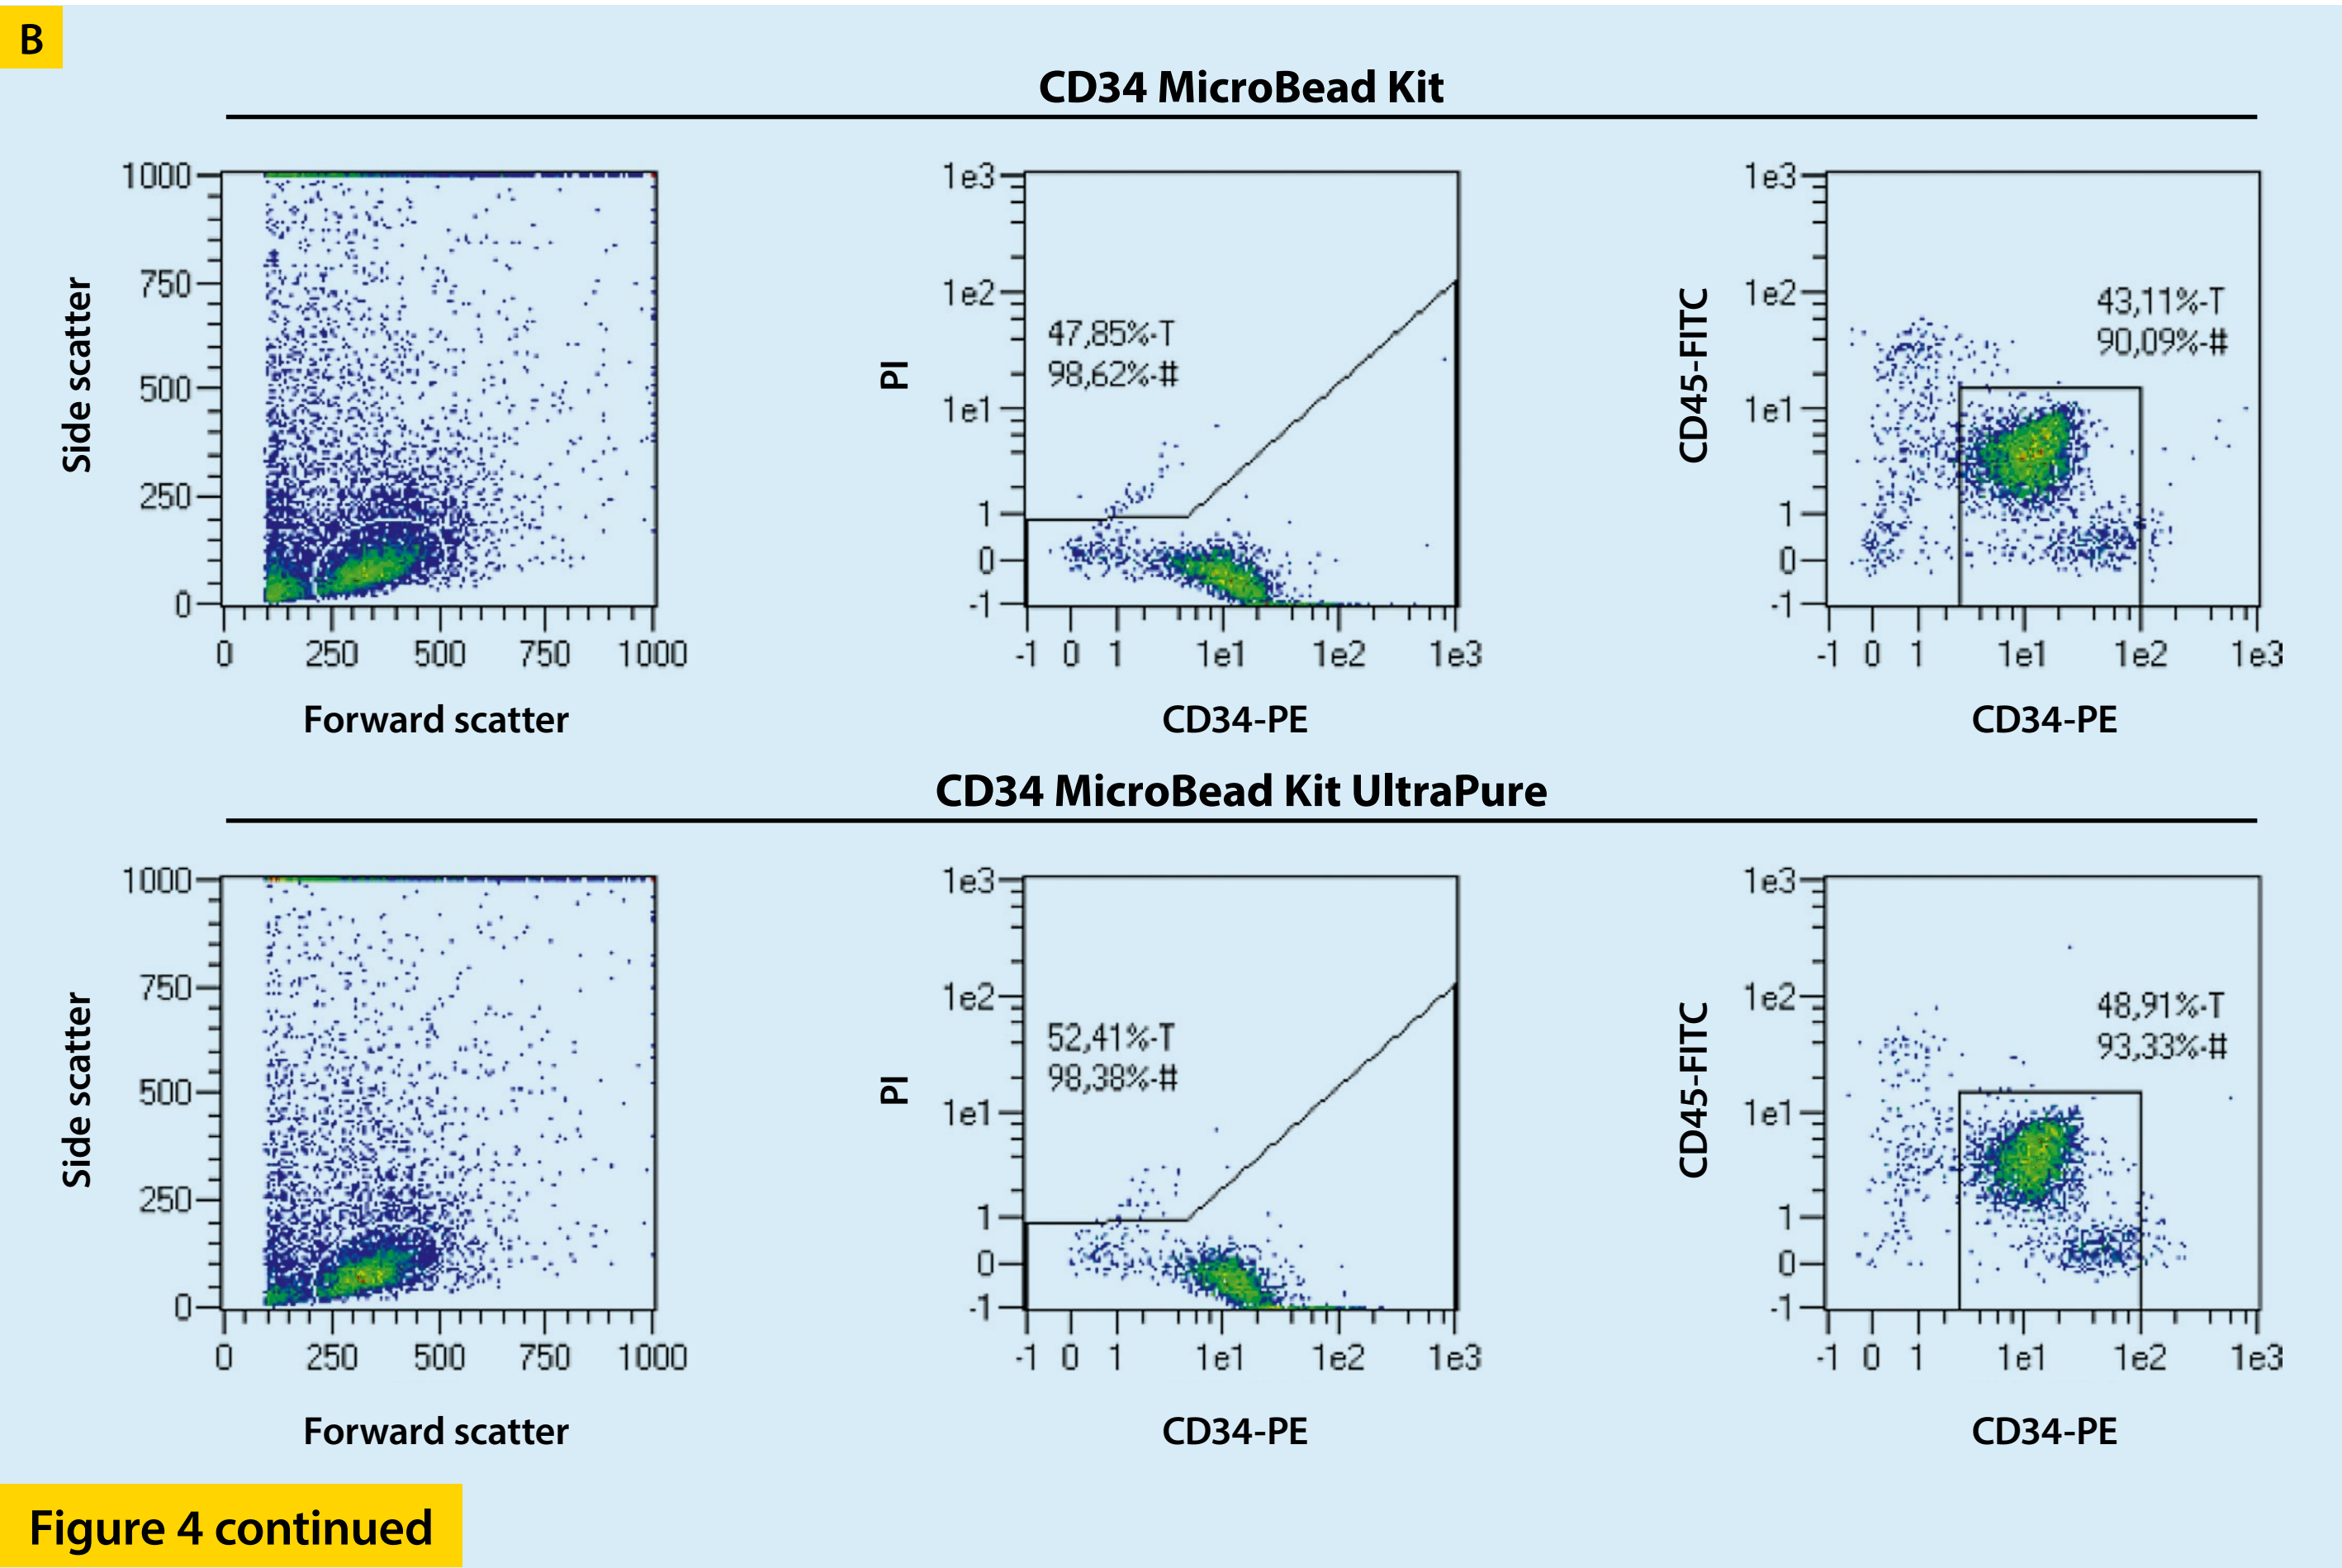 B
CD34 MicroBead Kit
1000
750
500
250
0
Side scatter
0 250 500 750 1000
Forward scatter
1e3
1e2
1e1
1
0
-1
PI
47,85%-T
98,62%-#
-1 0 1 1e1 1e2 1e3
CD34-PE
1e3
1e2
1e1
1
0
-1
CD45-FITC
43,11%-T
90,09%-#
-1 0 1 1e1 1e2 1e3
CD34-PE
CD34 MicroBead Kit UltraPure
1000
750
500
250
0
Side scatter
0 250 500 750 1000
Forward scatter
1e3
1e2
1e1
1
0
-1
PI
52,41%-T
98,38%-#
-1 0 1 1e1 1e2 1e3
CD34-PE
1e3
1e2
1e1
1
0
-1
CD45-FITC
48,91%-T
93,33%-#
-1 0 1 1e1 1e2 1e3
CD34-PE
Figure 4 continued